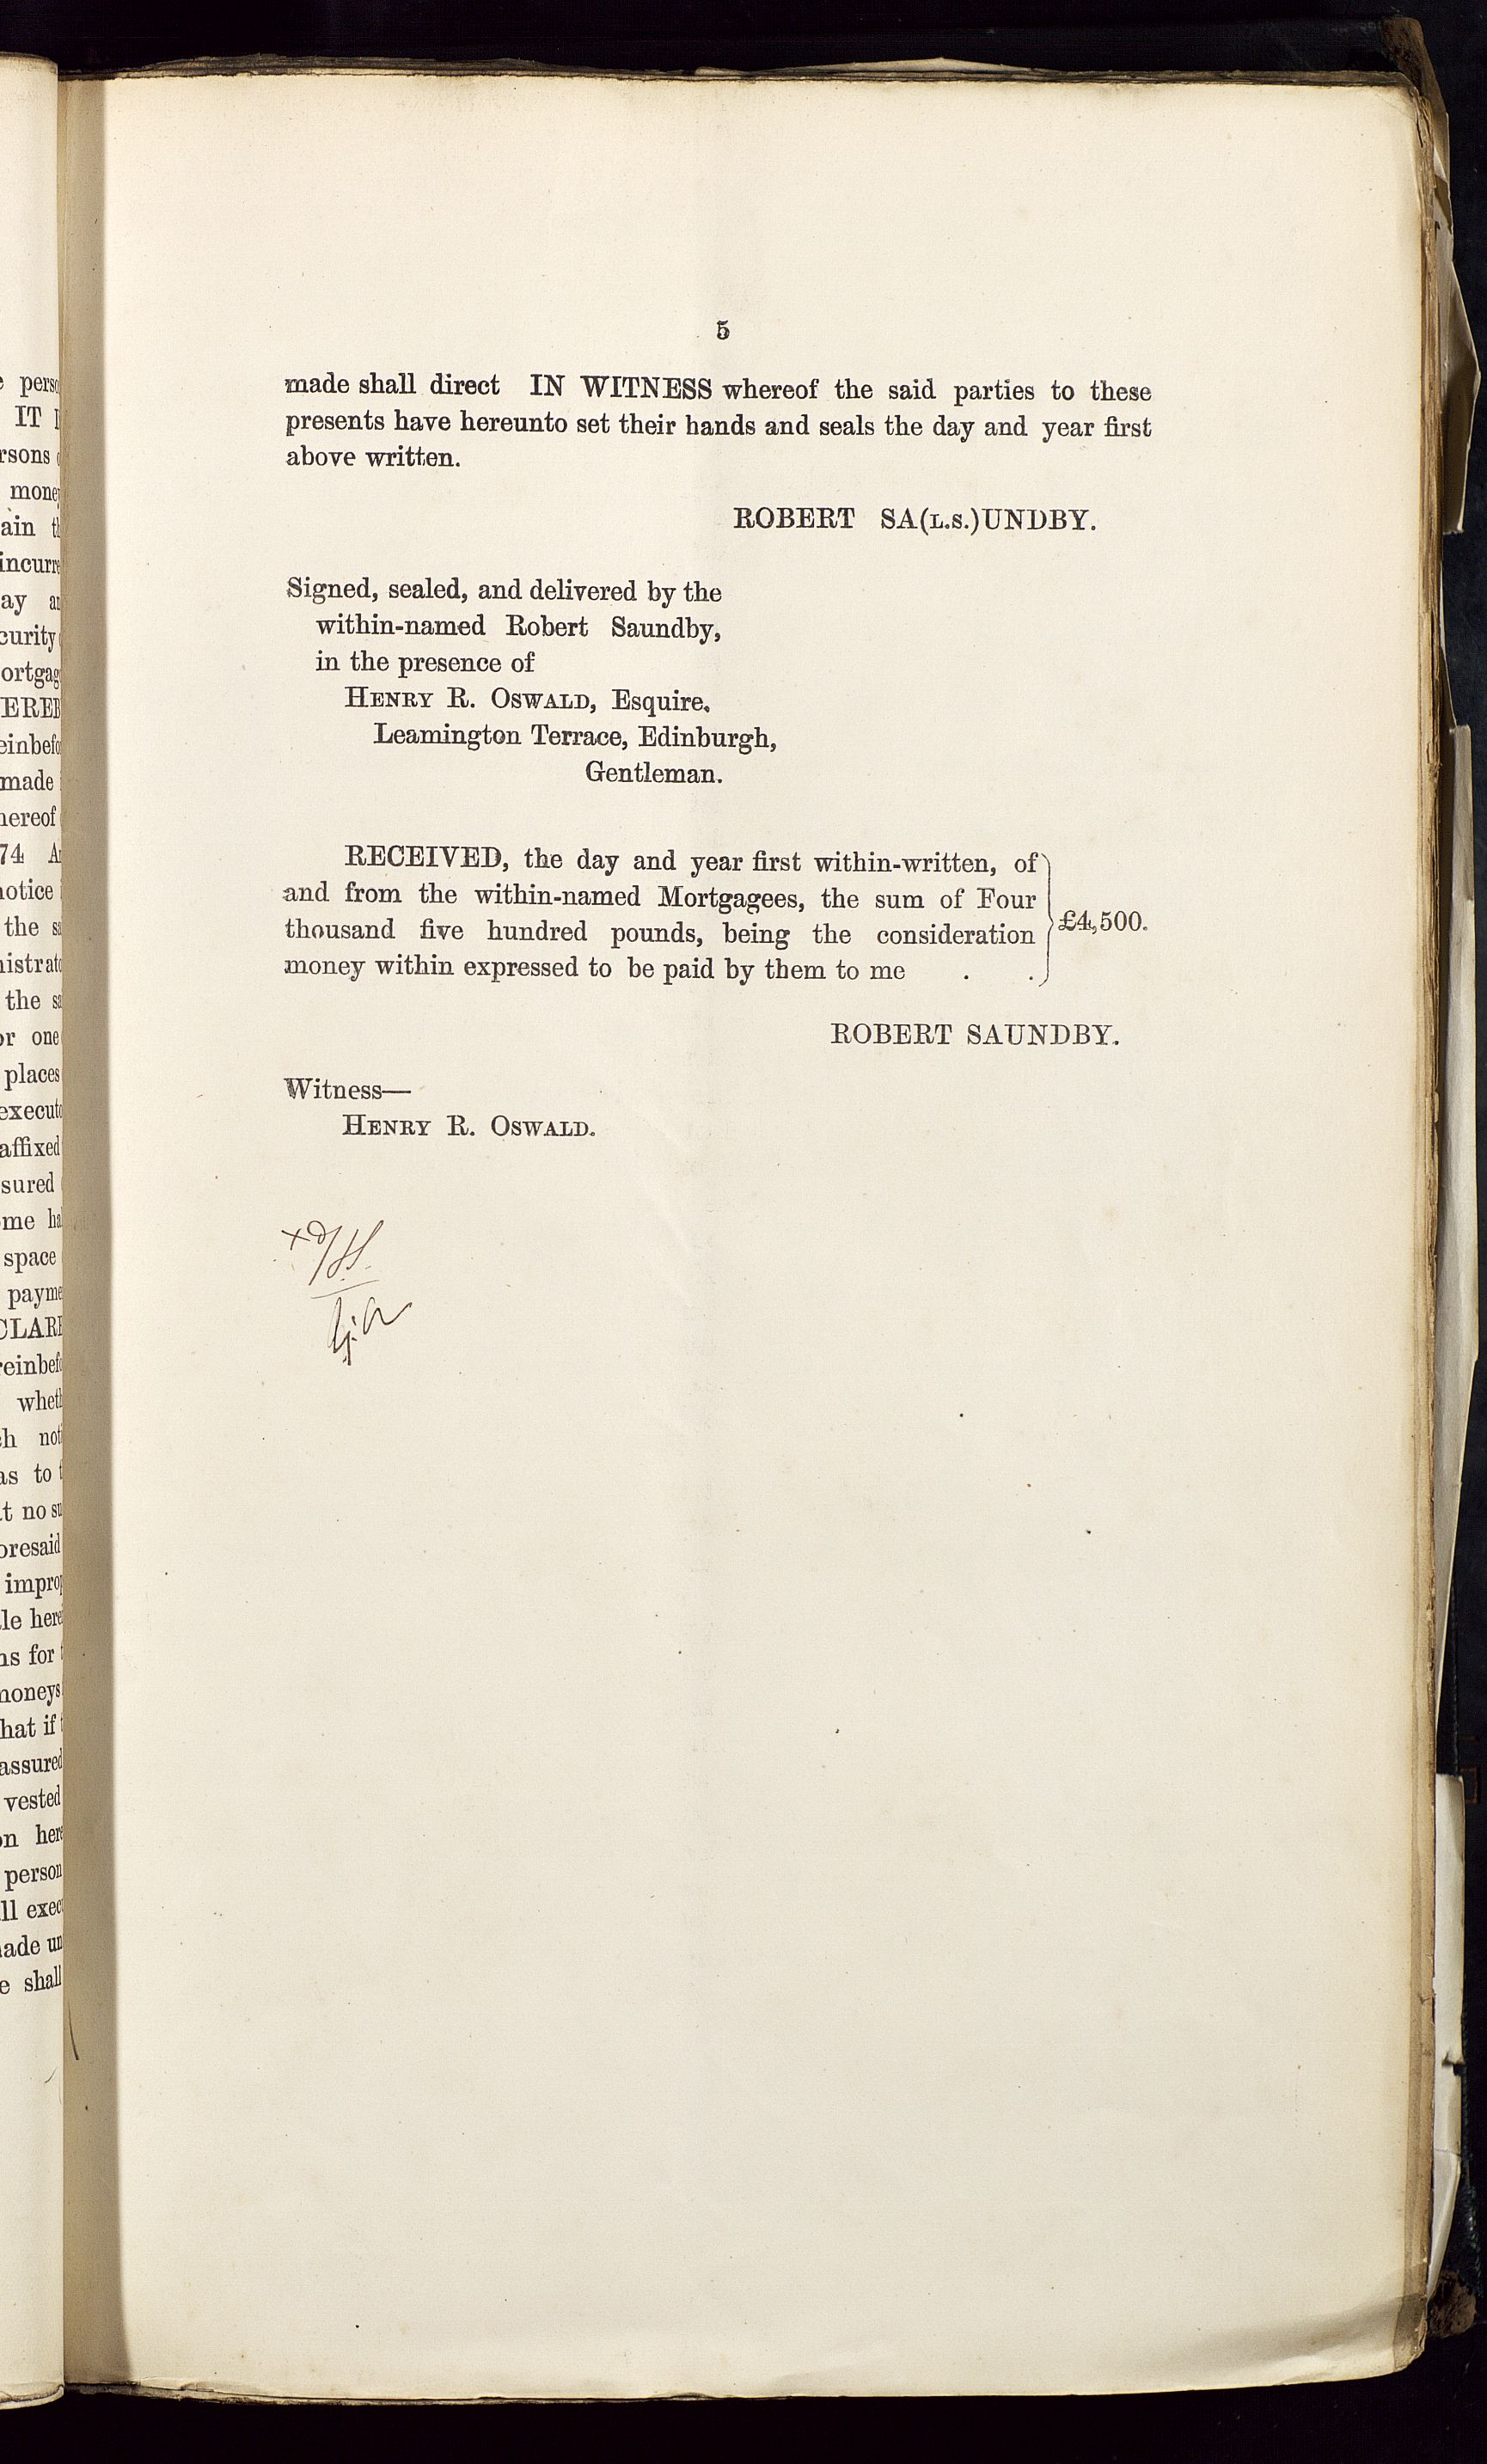 5
made shall direct IN WITNESS whereof the said parties to these
presents have hereunto set their hands and seals the day and year first
above written.
ROBERT SA(L.S.)UNDBY.
Signed, sealed, and delivered by the
within-named Robert Saundby,
in the presence of
HENRY R. OSWALD, Esquire,
Leamington Terrace, Edinburgh,
Gentleman.
RECEIVED, the day and year first within-written, of
and from the within-named Mortgagees, the sum of Four
thousand five hundred pounds, being the consideration
money within expressed to be paid by them to me . .
£4,500.
ROBERT SAUNDBY.
Witness—
HENRY R. OSWALD.